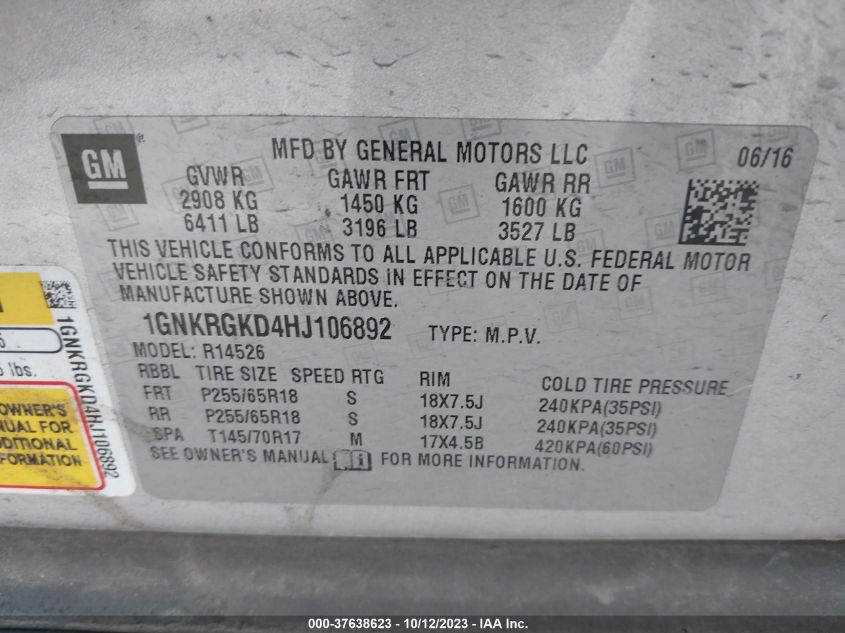 GM
MFD BY GENERAL MOTORS LLC 06/16
GVWR GAWR FRT GAWR RR
2908 KG 1450 KG 1600 KG
6411 LB 3196 LB 3527 LB
THIS VEHICLE CONFORMS TO ALL APPLICABLE U.S. FEDERAL MOTOR
VEHICLE SAFETY STANDARDS IN EFFECT ON THE DATE OF
MANUFACTURE SHOWN ABOVE.
1GNKRGKD4HJ106892 TYPE: M.P.V.
MODEL: R14526
RBBL TIRE SIZE SPEED RTG RIM COLD TIRE PRESSURE
FRT P255/65R18 S 18X7.5J 240KPA(35PSI)
RR P255/65R18 S 18X7.5J 240KPA(35PSI)
SPA T145/70R17 M 17X4.5B 420KPA(60PSI)
SEE OWNER'S MANUAL FOR MORE INFORMATION.
lbs.
OWNER'S
MANUAL FOR
INFORMATION
1GNKRGKD4HJ106892
000-37638623 - 10/12/2023 - IAA Inc.